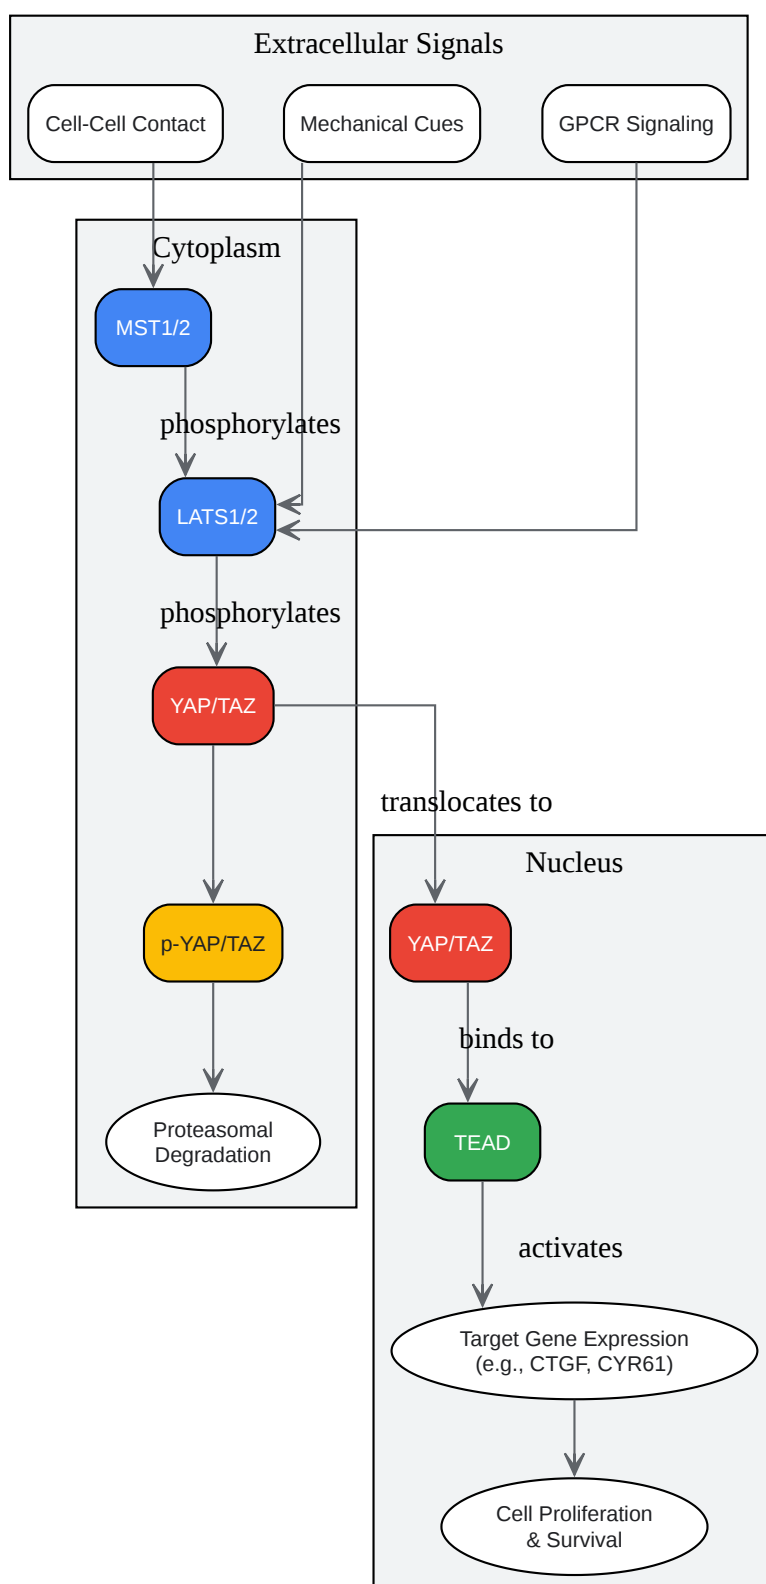 Extracellular Signals
Cell-Cell Contact
Mechanical Cues
GPCR Signaling
Cytoplasm
MST1/2
phosphorylates
LATS1/2
phosphorylates
YAP/TAZ
translocates to
Nucleus
p-YAP/TAZ
YAP/TAZ
binds to
Proteasomal
Degradation
TEAD
activates
Target Gene Expression
(e.g., CTGF, CYR61)
Cell Proliferation
& Survival